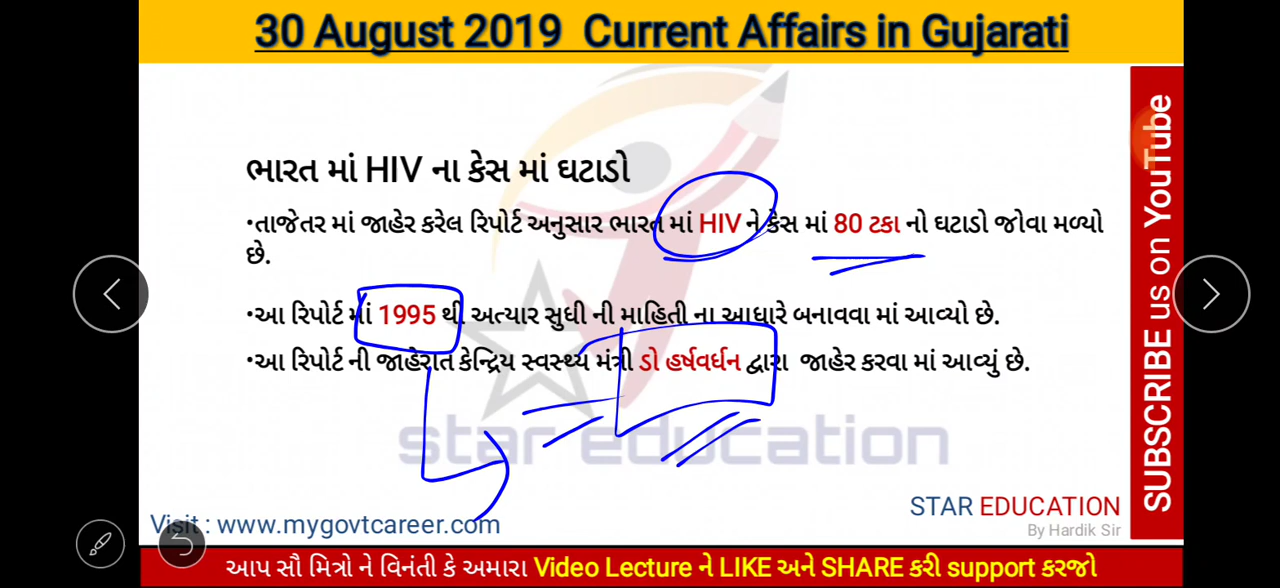 30 August 2019 Current Affairs in Gujarati
ભારત માં HIV ના કેસ માં ઘટાડો
•તાજેતર માં જાહેર કરેલ રિપોર્ટ અનુસાર ભારત માં HIV ને કેસ માં 80 ટકા નો ઘટાડો જોવા મળ્યો
છે.
•આ રિપોર્ટ માં 1995 થી અત્યાર સુધી ની માહિતી ના આધારે બનાવવા માં આવ્યો છે.
•આ રિપોર્ટ ની જાહેરાત કેન્દ્રિય સ્વસ્થ્ય મંત્રી ડો હર્ષવર્ધન દ્વારા જાહેર કરવા માં આવ્યું છે.
star education
STAR EDUCATION
By Hardik Sir
Visit : www.mygovtcareer.com
SUBSCRIBE us on YouTube
આપ સૌ મિત્રો ને વિનંતી કે અમારા Video Lecture ને LIKE અને SHARE કરી support કરજો